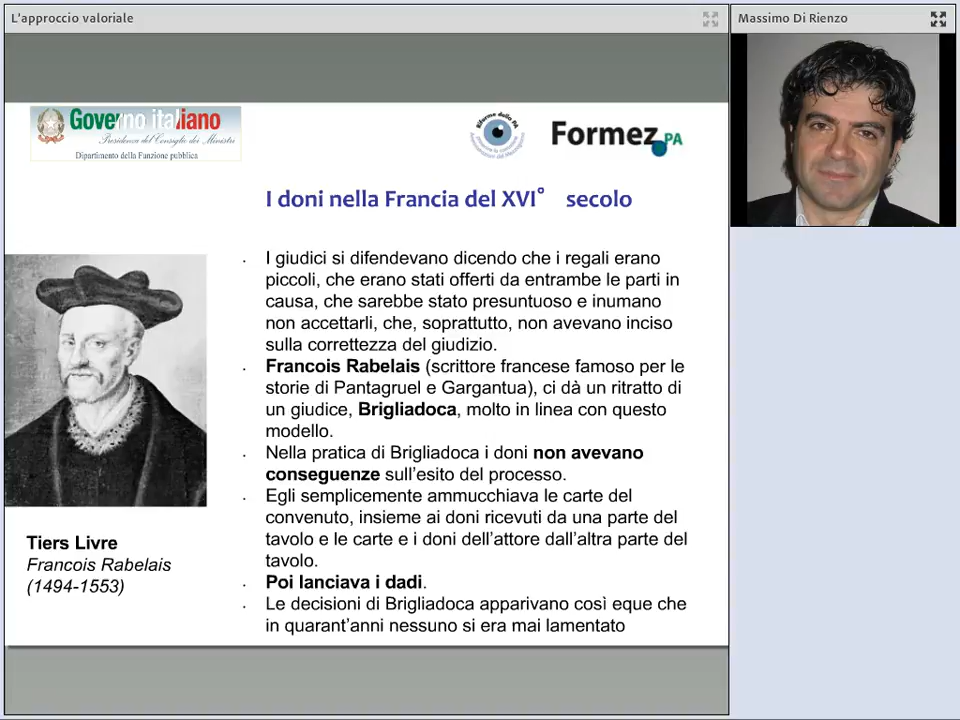 L'approccio valoriale
Massimo Di Rienzo
Governo italiano
Presidenza del Consiglio dei Ministri
Dipartimento della Funzione pubblica
Riforme della PA
Formez PA
I doni nella Francia del XVI° secolo
I giudici si difendevano dicendo che i regali erano
piccoli, che erano stati offerti da entrambe le parti in
causa, che sarebbe stato presuntuoso e inumano
non accettarli, che, soprattutto, non avevano inciso
sulla correttezza del giudizio.
Francois Rabelais (scrittore francese famoso per le
storie di Pantagruel e Gargantua), ci dà un ritratto di
un giudice, Brigliadoca, molto in linea con questo
modello.
Nella pratica di Brigliadoca i doni non avevano
conseguenze sull'esito del processo.
Egli semplicemente ammucchiava le carte del
convenuto, insieme ai doni ricevuti da una parte del
tavolo e le carte e i doni dell'attore dall'altra parte del
tavolo.
Poi lanciava i dadi.
Le decisioni di Brigliadoca apparivano così eque che
in quarant'anni nessuno si era mai lamentato
Tiers Livre
Francois Rabelais
(1494-1553)